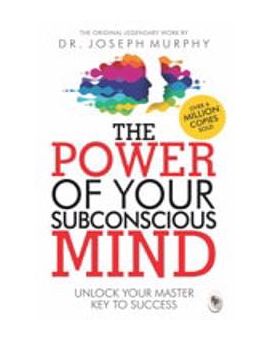 THE ORIGINAL LEGENDARY WORK BY
DR. JOSEPH MURPHY
OVER 4
MILLION
COPIES
SOLD
THE
POWER
OF YOUR
SUBCONSCIOUS
MIND
UNLOCK YOUR MASTER
KEY TO SUCCESS